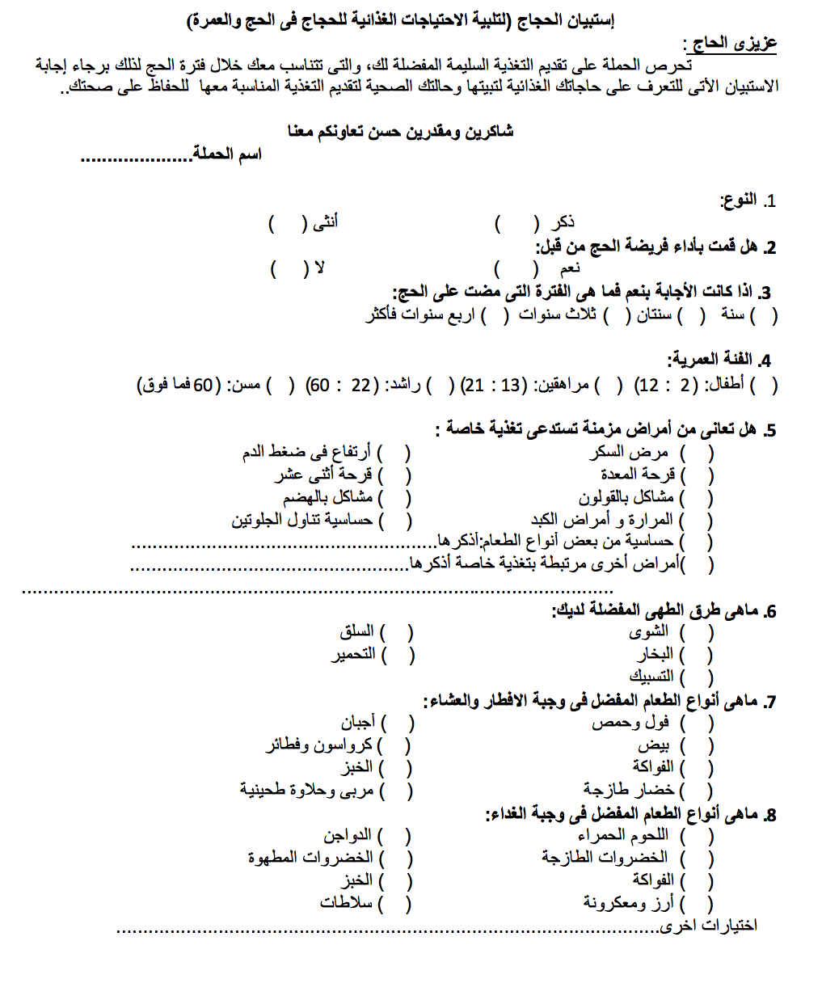 إستبيان الحجاج (لتلبية الاحتياجات الغذائية للحجاج فى الحج والعمرة)
عزيزى الحاج :
تحرص الحملة على تقديم التغذية السليمة المفضلة لك، والتى تتناسب معك خلال فترة الحج لذلك برجاء إجابة
الاستبيان الأتى للتعرف على حاجاتك الغذائية لتبيتها وحالتك الصحية لتقديم التغذية المناسبة معها للحفاظ على صحتك..
شاكرين ومقدرين حسن تعاونكم معنا
اسم الحملة.....................
1. النوع:
ذكر ( ) أنثى ( )
2. هل قمت بأداء فريضة الحج من قبل:
نعم ( ) لا ( )
3. اذا كانت الأجابة بنعم فما هى الفترة التى مضت على الحج:
( ) سنة ( ) سنتان ( ) ثلاث سنوات ( ) اربع سنوات فأكثر
4. الفئة العمرية:
( ) أطفال: (2 : 12) ( ) مراهقين: (13 : 21) ( ) راشد: (22 : 60) ( ) مسن: (60 فما فوق)
5. هل تعانى من أمراض مزمنة تستدعى تغذية خاصة :
( ) مرض السكر ( ) أرتفاع فى ضغط الدم
( ) قرحة المعدة ( ) قرحة أثنى عشر
( ) مشاكل بالقولون ( ) مشاكل بالهضم
( ) المرارة و أمراض الكبد ( ) حساسية تناول الجلوتين
( ) حساسية من بعض أنواع الطعام:أذكرها.........................................................
( )أمراض أخرى مرتبطة بتغذية خاصة أذكرها....................................................
..............................................................................................................
6. ماهى طرق الطهى المفضلة لديك:
( ) الشوى ( ) السلق
( ) البخار ( ) التحمير
( ) التسبيك
7. ماهى أنواع الطعام المفضل فى وجبة الافطار والعشاء:
( ) فول وحمص ( ) أجبان
( ) بيض ( ) كرواسون وفطائر
( ) الفواكة ( ) الخبز
( ) خضار طازجة ( ) مربى وحلاوة طحينية
8. ماهى أنواع الطعام المفضل فى وجبة الغداء:
( ) اللحوم الحمراء ( ) الدواجن
( ) الخضروات الطازجة ( ) الخضروات المطهوة
( ) الفواكة ( ) الخبز
( ) أرز ومعكرونة ( ) سلاطات
اختيارات اخرى.....................................................................................................